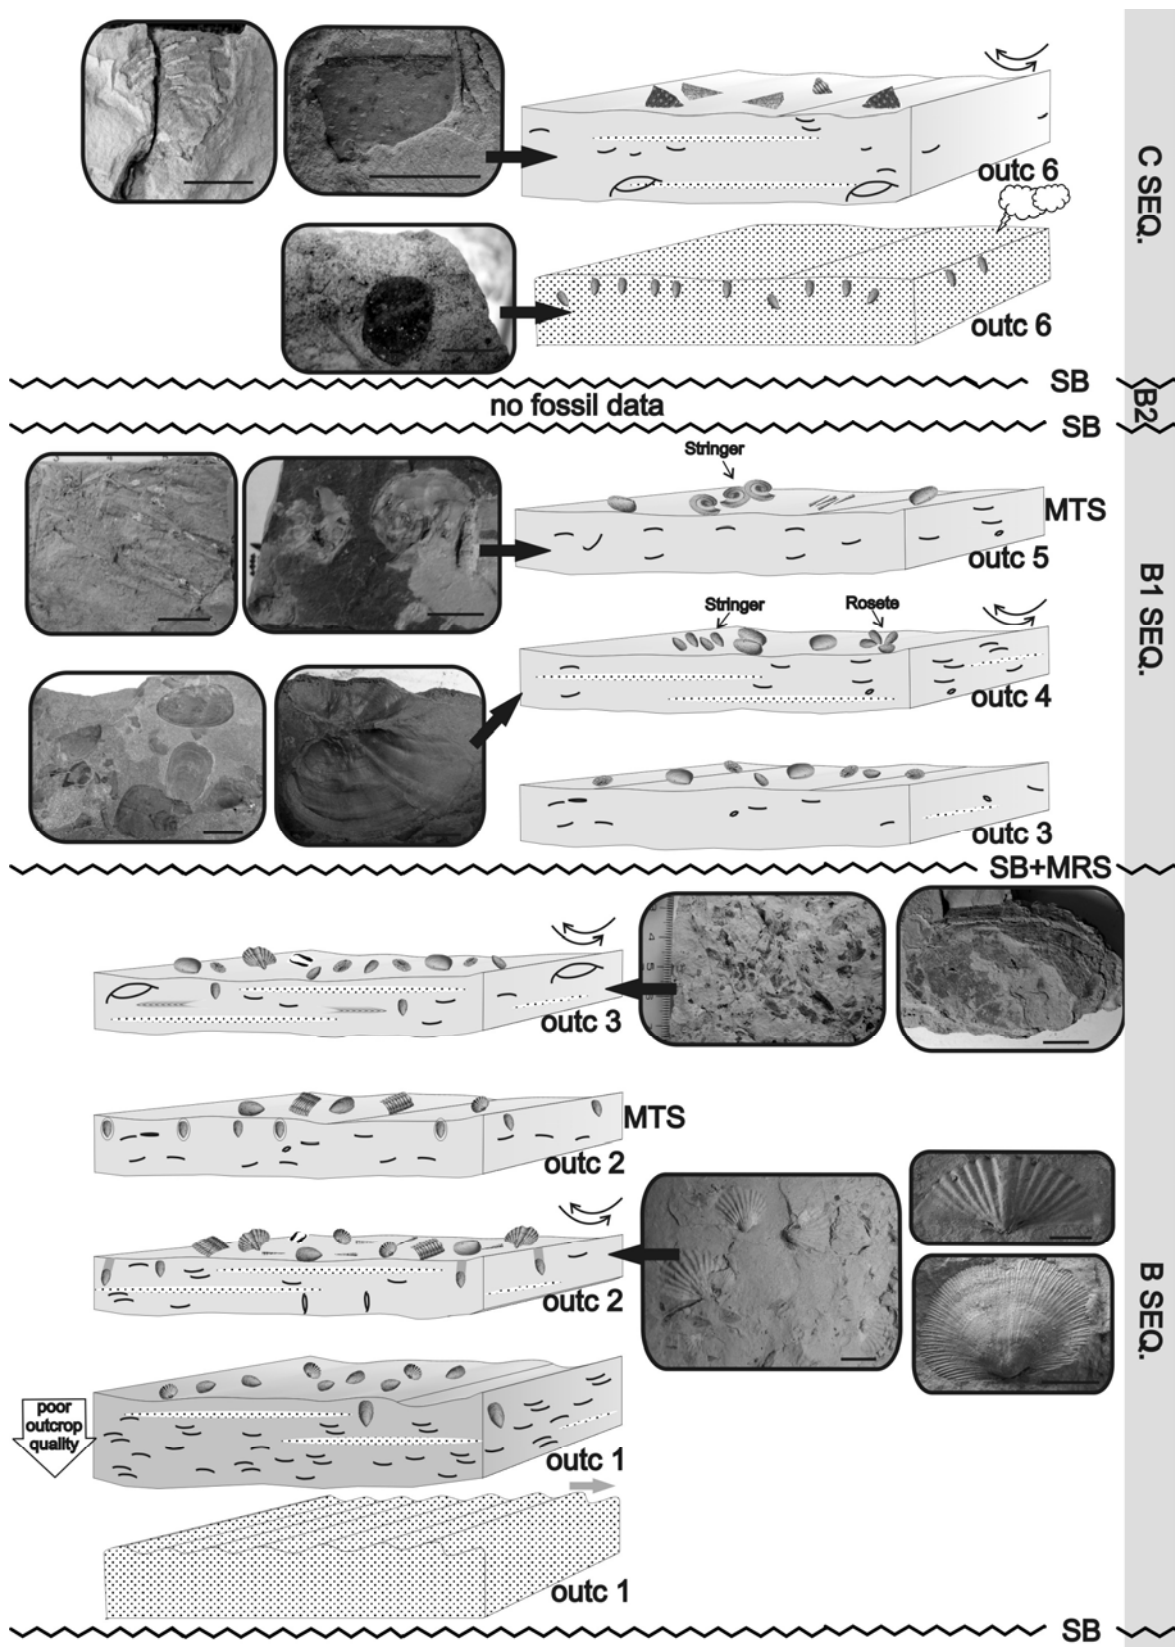 outc 6
C SEQ.
outc 6
SB
no fossil data
B2
SB
Stringer
MTS
outc 5
Stringer
Rosete
outc 4
B1 SEQ.
outc 3
SB+MRS
outc 3
MTS
outc 2
outc 2
B SEQ.
poor
outcrop
quality
outc 1
outc 1
SB